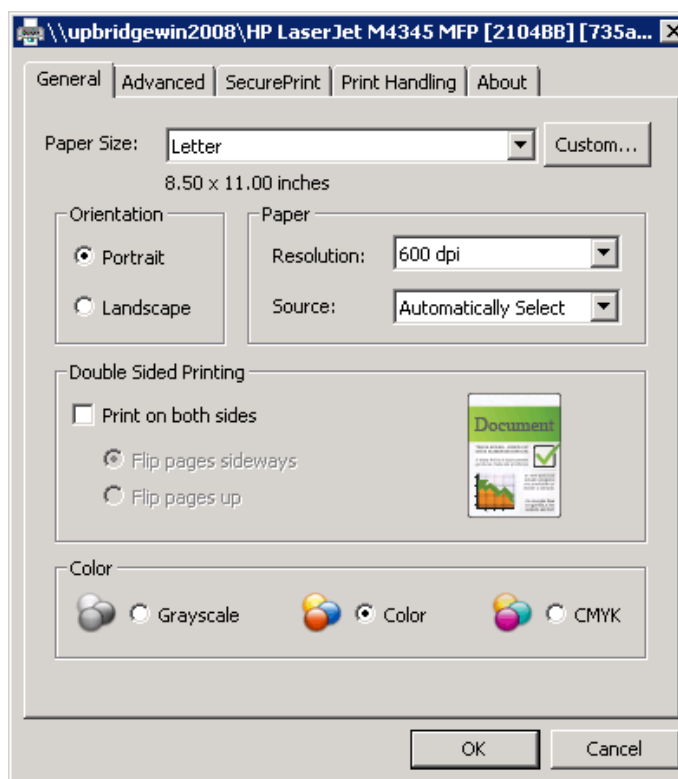 \\upbridgewin2008\HP LaserJet M4345 MFP [2104BB] [735a...
General Advanced SecurePrint Print Handling About
Paper Size: Letter Custom...
8.50 x 11.00 inches
Orientation
Portrait
Landscape
Paper
Resolution: 600 dpi
Source: Automatically Select
Double Sided Printing
Print on both sides
Flip pages sideways
Flip pages up
Document
Color
Grayscale Color CMYK
OK Cancel